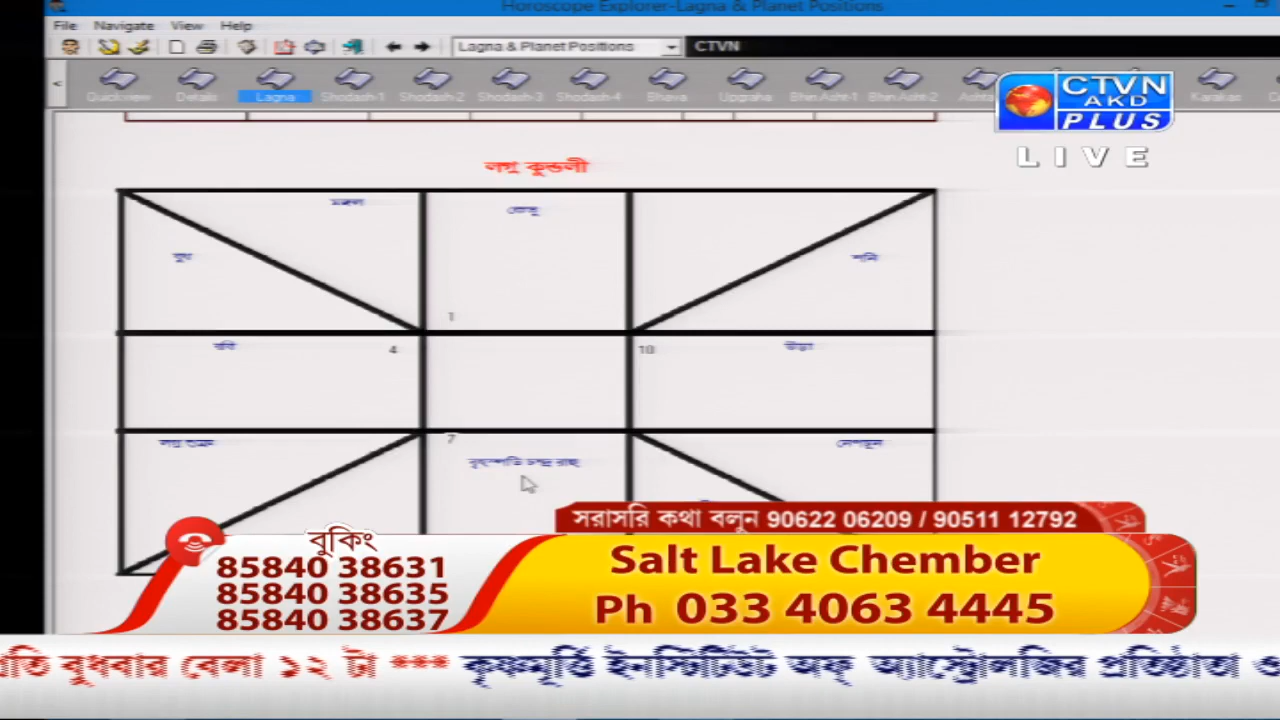 Horoscope Explorer-Lagna & Planet Positions
File Navigate View Help
Lagna & Planet Positions CTVN
Quickview Details Lagna Shodash-1 Shodash-2 Shodash-3 Shodash-4 Bhava Upgraha Bhin Asht-1 Bhin Asht-2 Karakas
CTVN
AKD
PLUS
LIVE
লগ্ন কুন্ডলী
মঙ্গল কেতু
বুধ শনি
1
রবি 4 10
লগ্ন শুক্র 7 নেপচুন
বৃহস্পতি চন্দ্র রাহু
সরাসরি কথা বলুন 90622 06209 / 90511 12792
বুকিং
85840 38631
85840 38635
85840 38637
Salt Lake Chember
Ph 033 4063 4445
বুধবার বেলা ১২ টা *** কৃষ্ণমূর্ত্তি ইনস্টিটিউট অফ্ অ্যাস্ট্রোলজির প্রতিষ্ঠাতা ও